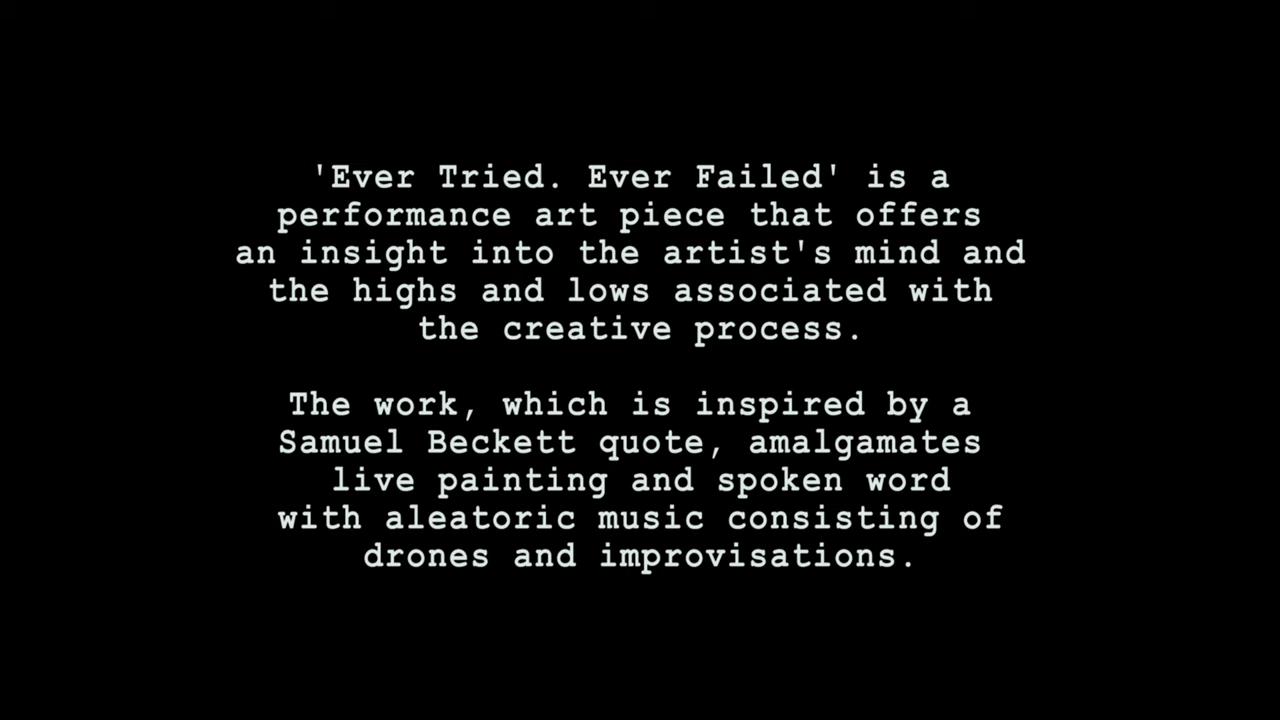 'Ever Tried. Ever Failed' is a
performance art piece that offers
an insight into the artist's mind and
the highs and lows associated with
the creative process.
The work, which is inspired by a
Samuel Beckett quote, amalgamates
live painting and spoken word
with aleatoric music consisting of
drones and improvisations.